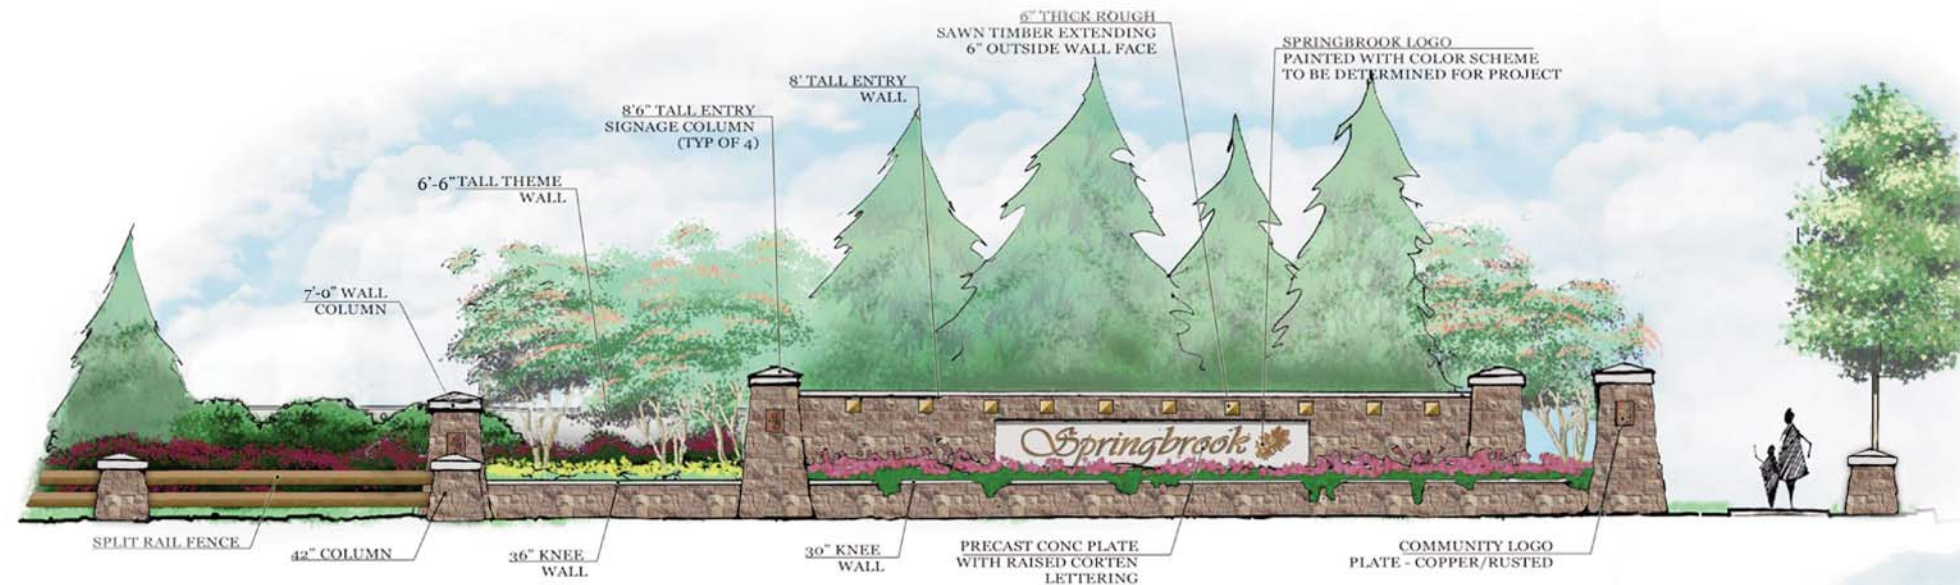 6" THICK ROUGH
SAWN TIMBER EXTENDING
6" OUTSIDE WALL FACE
SPRINGBROOK LOGO
PAINTED WITH COLOR SCHEME
TO BE DETERMINED FOR PROJECT
8' TALL ENTRY
WALL
8'6" TALL ENTRY
SIGNAGE COLUMN
(TYP OF 4)
6'-6" TALL THEME
WALL
7'-0" WALL
COLUMN
Springbrook
SPLIT RAIL FENCE
42" COLUMN
36" KNEE
WALL
30" KNEE
WALL
PRECAST CONC PLATE
WITH RAISED CORTEN
LETTERING
COMMUNITY LOGO
PLATE - COPPER/RUSTED